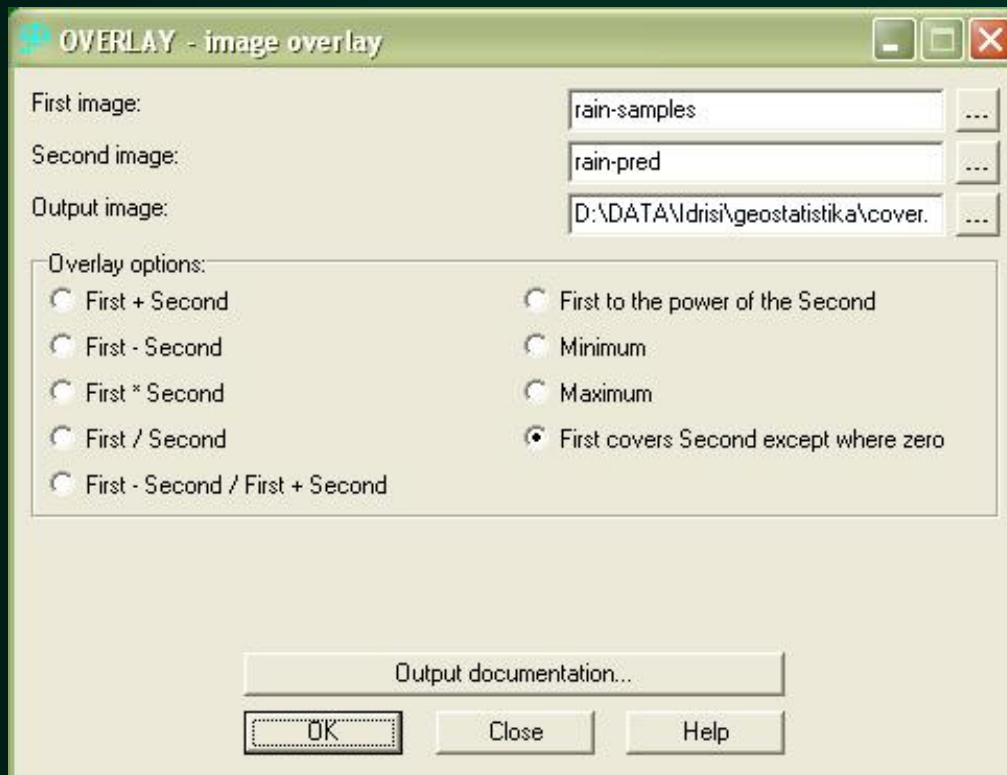 OVERLAY - image overlay
First image:
rain-samples
...
Second image:
rain-pred
...
Output image:
D:\DATA\Idrisi\geostatistika\cover.
...
Overlay options:
First + Second
First - Second
First * Second
First / Second
First - Second / First + Second
First to the power of the Second
Minimum
Maximum
First covers Second except where zero
Output documentation...
OK
Close
Help